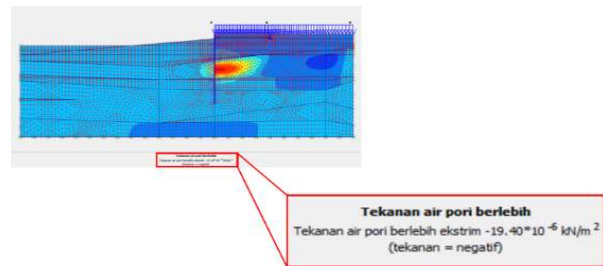 Tekanan air pori berlebih
Tekanan air pori berlebih ekstrim -19.40*10 -6 kN/m 2
(tekanan = negatif)